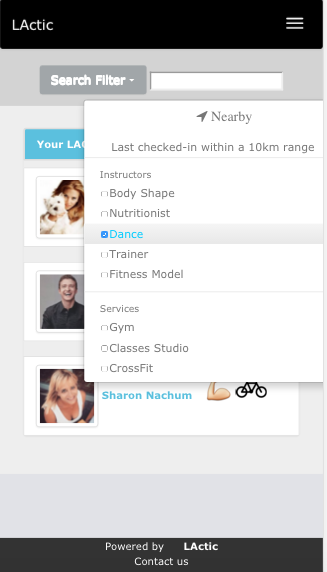 LActic
Search Filter
Your LAC
Nearby
Last checked-in within a 10km range
Instructors
Body Shape
Nutritionist
Dance
Trainer
Fitness Model
Services
Gym
Classes Studio
CrossFit
Sharon Nachum
Powered by LActic
Contact us